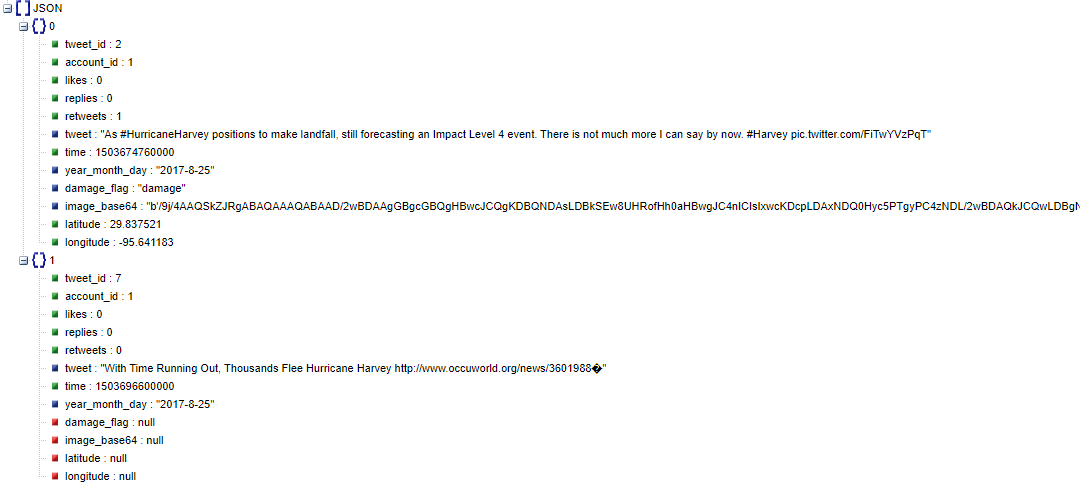 JSON
0
tweet_id : 2
account_id : 1
likes : 0
replies : 0
retweets : 1
tweet : "As #HurricaneHarvey positions to make landfall, still forecasting an Impact Level 4 event. There is not much more I can say by now. #Harvey pic.twitter.com/FiTwYVzPqT"
time : 1503674760000
year_month_day : "2017-8-25"
damage_flag : "damage"
image_base64 : "b'/9j/4AAQSkZJRgABAQAAAQABAAD/2wBDAAgGBgcGBQgHBwcJCQgKDBQNDAsLDBkSEw8UHRofHh0aHBwgJC4nICIsIxwcKDcpLDAxNDQ0Hyc5PTgyPC4zNDL/2wBDAQkJCQwLDBgN
latitude : 29.837521
longitude : -95.641183
1
tweet_id : 7
account_id : 1
likes : 0
replies : 0
retweets : 0
tweet : "With Time Running Out, Thousands Flee Hurricane Harvey http://www.occuworld.org/news/3601988�"
time : 1503696600000
year_month_day : "2017-8-25"
damage_flag : null
image_base64 : null
latitude : null
longitude : null